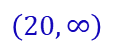 (20, ∞)